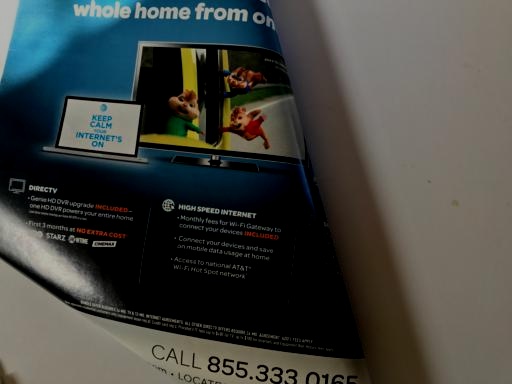 whole home from on
KEEP
CALM
YOUR
INTERNET'S
ON
DIRECTV
• Genie HD DVR upgrade INCLUDED—
one HD DVR powers your entire home
• First 3 months at NO EXTRA COST
STARZ SHOWTIME CINEMAX
HIGH SPEED INTERNET
• Monthly fees for Wi-Fi Gateway to
connect your devices INCLUDED
• Connect your devices and save
on mobile data usage at home
• Access to national AT&T
Wi-Fi Hot Spot network
CALL 855.333.0165
• LOCATE